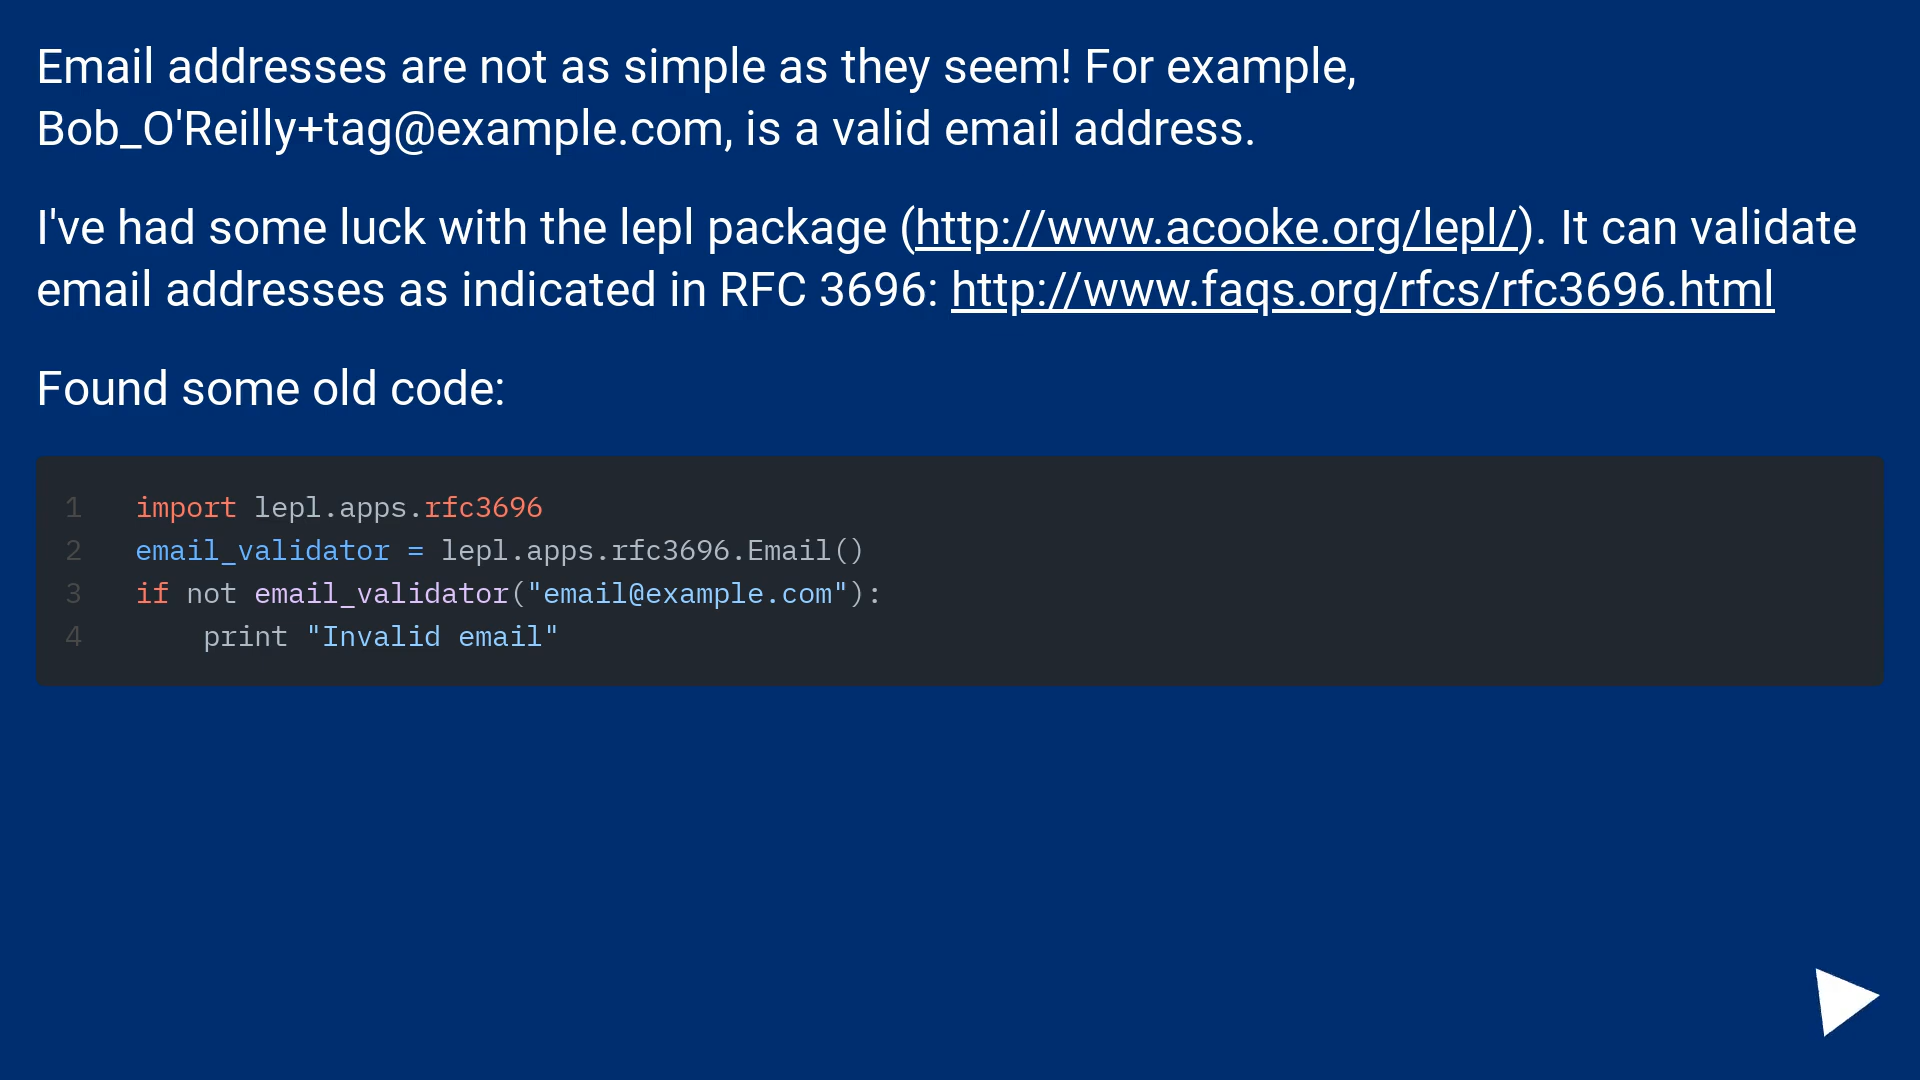 Email addresses are not as simple as they seem! For example,
Bob_O'Reilly+tag@example.com, is a valid email address.
I've had some luck with the lepl package (http://www.acooke.org/lepl/). It can validate
email addresses as indicated in RFC 3696: http://www.faqs.org/rfcs/rfc3696.html
Found some old code:
1 import lepl.apps.rfc3696
2 email_validator = lepl.apps.rfc3696.Email()
3 if not email_validator("email@example.com"):
4     print "Invalid email"